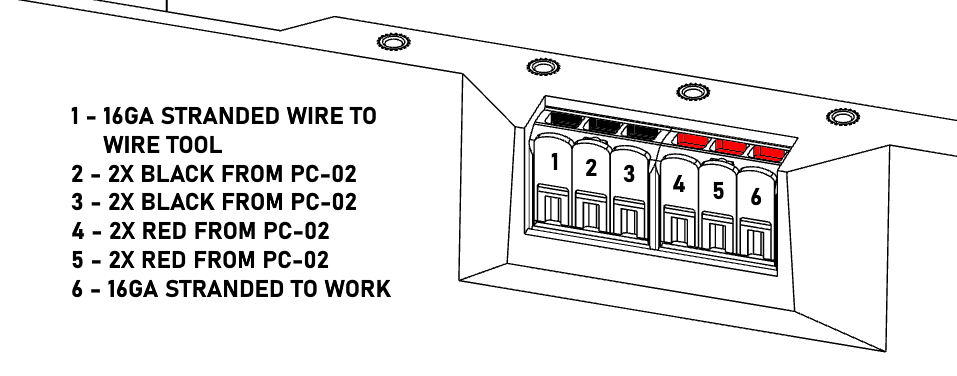 1 - 16GA STRANDED WIRE TO
WIRE TOOL
2 - 2X BLACK FROM PC-02
3 - 2X BLACK FROM PC-02
4 - 2X RED FROM PC-02
5 - 2X RED FROM PC-02
6 - 16GA STRANDED TO WORK
1 2 3 4 5 6